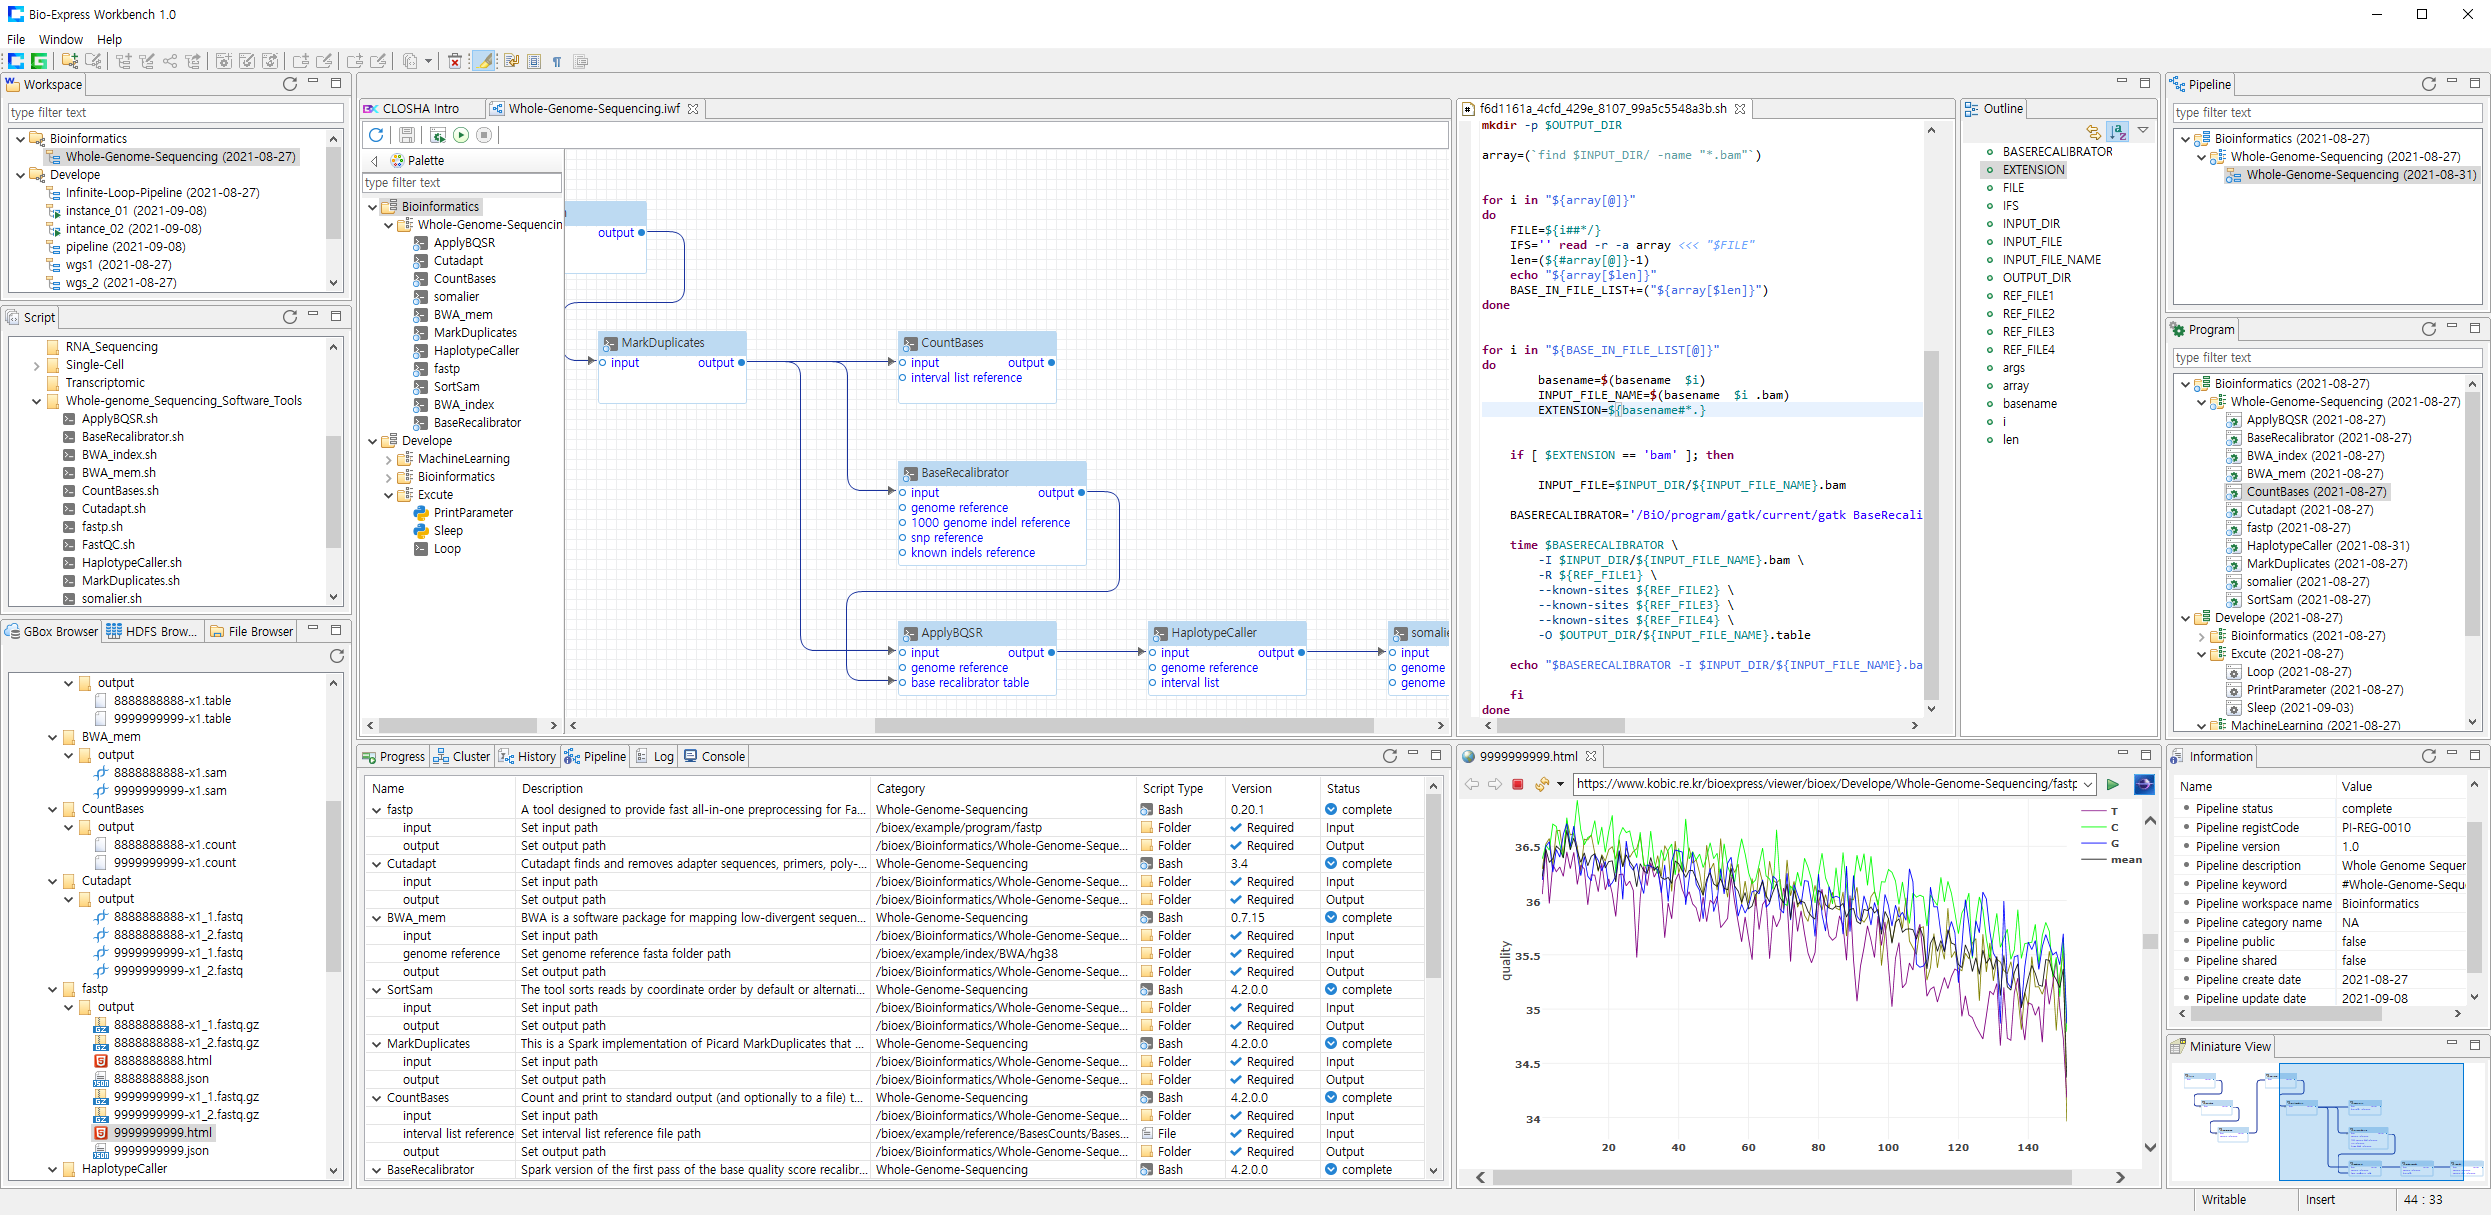 Bio-Express Workbench 1.0
File Window Help
Workspace
type filter text
Bioinformatics
Whole-Genome-Sequencing (2021-08-27)
Develope
Infinite-Loop-Pipeline (2021-08-27)
instance_01 (2021-09-08)
intance_02 (2021-09-08)
pipeline (2021-09-08)
wgs1 (2021-08-27)
wgs_2 (2021-08-27)
Script
RNA_Sequencing
Single-Cell
Transcriptomic
Whole-genome_Sequencing_Software_Tools
ApplyBQSR.sh
BaseRecalibrator.sh
BWA_index.sh
BWA_mem.sh
CountBases.sh
Cutadapt.sh
fastp.sh
FastQC.sh
HaplotypeCaller.sh
MarkDuplicates.sh
somalier.sh
GBox Browser HDFS Brow... File Browser
output
8888888888-x1.table
9999999999-x1.table
BWA_mem
output
8888888888-x1.sam
9999999999-x1.sam
CountBases
output
8888888888-x1.count
9999999999-x1.count
Cutadapt
output
8888888888-x1_1.fastq
8888888888-x1_2.fastq
9999999999-x1_1.fastq
9999999999-x1_2.fastq
fastp
output
8888888888-x1_1.fastq.gz
8888888888-x1_2.fastq.gz
8888888888.html
8888888888.json
9999999999-x1_1.fastq.gz
9999999999-x1_2.fastq.gz
9999999999.html
9999999999.json
HaplotypeCaller
CLOSHA Intro Whole-Genome-Sequencing.iwf
Palette
type filter text
Bioinformatics
Whole-Genome-Sequencin
ApplyBQSR
Cutadapt
CountBases
somalier
BWA_mem
MarkDuplicates
HaplotypeCaller
fastp
SortSam
BWA_index
BaseRecalibrator
Develope
MachineLearning
Bioinformatics
Excute
PrintParameter
Sleep
Loop
output
MarkDuplicates
input output
CountBases
input output
interval list reference
BaseRecalibrator
input output
genome reference
1000 genome indel reference
snp reference
known indels reference
ApplyBQSR
input output
genome reference
base recalibrator table
HaplotypeCaller
input output
genome reference
interval list
somalie
input
genome
genome
f6d1161a_4cfd_429e_8107_99a5c5548a3b.sh
mkdir -p $OUTPUT_DIR
array=(`find $INPUT_DIR/ -name "*.bam"`)
for i in "${array[@]}"
do
FILE=${i##*/}
IFS='' read -r -a array <<< "$FILE"
len=(${#array[@]}-1)
echo "${array[$len]}"
BASE_IN_FILE_LIST+=("${array[$len]}")
done
for i in "${BASE_IN_FILE_LIST[@]}"
do
basename=$(basename $i)
INPUT_FILE_NAME=$(basename $i .bam)
EXTENSION=${basename#*.}
if [ $EXTENSION == 'bam' ]; then
INPUT_FILE=$INPUT_DIR/${INPUT_FILE_NAME}.bam
BASERECALIBRATOR='/BiO/program/gatk/current/gatk BaseRecali
time $BASERECALIBRATOR \
-I $INPUT_DIR/${INPUT_FILE_NAME}.bam \
-R ${REF_FILE1} \
--known-sites ${REF_FILE2} \
--known-sites ${REF_FILE3} \
--known-sites ${REF_FILE4} \
-O $OUTPUT_DIR/${INPUT_FILE_NAME}.table
echo "$BASERECALIBRATOR -I $INPUT_DIR/${INPUT_FILE_NAME}.ba
fi
done
Outline
BASERECALIBRATOR
EXTENSION
FILE
IFS
INPUT_DIR
INPUT_FILE
INPUT_FILE_NAME
OUTPUT_DIR
REF_FILE1
REF_FILE2
REF_FILE3
REF_FILE4
args
array
basename
i
len
Pipeline
type filter text
Bioinformatics (2021-08-27)
Whole-Genome-Sequencing (2021-08-27)
Whole-Genome-Sequencing (2021-08-31)
Program
type filter text
Bioinformatics (2021-08-27)
Whole-Genome-Sequencing (2021-08-27)
ApplyBQSR (2021-08-27)
BaseRecalibrator (2021-08-27)
BWA_index (2021-08-27)
BWA_mem (2021-08-27)
CountBases (2021-08-27)
Cutadapt (2021-08-27)
fastp (2021-08-27)
HaplotypeCaller (2021-08-31)
MarkDuplicates (2021-08-27)
somalier (2021-08-27)
SortSam (2021-08-27)
Develope (2021-08-27)
Bioinformatics (2021-08-27)
Excute (2021-08-27)
Loop (2021-08-27)
PrintParameter (2021-08-27)
Sleep (2021-09-03)
MachineLearning (2021-08-27)
Progress Cluster History Pipeline Log Console
Name Description Category Script Type Version Status
fastp A tool designed to provide fast all-in-one preprocessing for Fa... Whole-Genome-Sequencing Bash 0.20.1 complete
input Set input path /bioex/example/program/fastp Folder Required Input
output Set output path /bioex/Bioinformatics/Whole-Genome-Seque... Folder Required Output
Cutadapt Cutadapt finds and removes adapter sequences, primers, poly-... Whole-Genome-Sequencing Bash 3.4 complete
input Set input path /bioex/Bioinformatics/Whole-Genome-Seque... Folder Required Input
output Set output path /bioex/Bioinformatics/Whole-Genome-Seque... Folder Required Output
BWA_mem BWA is a software package for mapping low-divergent sequen... Whole-Genome-Sequencing Bash 0.7.15 complete
input Set input path /bioex/Bioinformatics/Whole-Genome-Seque... Folder Required Input
genome reference Set genome reference fasta folder path /bioex/example/index/BWA/hg38 Folder Required Input
output Set output path /bioex/Bioinformatics/Whole-Genome-Seque... Folder Required Output
SortSam The tool sorts reads by coordinate order by default or alternati... Whole-Genome-Sequencing Bash 4.2.0.0 complete
input Set input path /bioex/Bioinformatics/Whole-Genome-Seque... Folder Required Input
output Set output path /bioex/Bioinformatics/Whole-Genome-Seque... Folder Required Output
MarkDuplicates This is a Spark implementation of Picard MarkDuplicates that ... Whole-Genome-Sequencing Bash 4.2.0.0 complete
input Set input path /bioex/Bioinformatics/Whole-Genome-Seque... Folder Required Input
output Set output path /bioex/Bioinformatics/Whole-Genome-Seque... Folder Required Output
CountBases Count and print to standard output (and optionally to a file) t... Whole-Genome-Sequencing Bash 4.2.0.0 complete
input Set input path /bioex/Bioinformatics/Whole-Genome-Seque... Folder Required Input
interval list reference Set interval list reference file path /bioex/example/reference/BasesCounts/Bases... File Required Input
output Set output path /bioex/Bioinformatics/Whole-Genome-Seque... Folder Required Output
BaseRecalibrator Spark version of the first pass of the base quality score recalibr... Whole-Genome-Sequencing Bash 4.2.0.0 complete
9999999999.html
https://www.kobic.re.kr/bioexpress/viewer/bioex/Develope/Whole-Genome-Sequencing/fastp
T
C
G
mean
quality
36.5
36
35.5
35
34.5
34
20 40 60 80 100 120 140
Information
Name Value
Pipeline status complete
Pipeline registCode PI-REG-0010
Pipeline version 1.0
Pipeline description Whole Genome Sequer
Pipeline keyword #Whole-Genome-Sequ
Pipeline workspace name Bioinformatics
Pipeline category name NA
Pipeline public false
Pipeline shared false
Pipeline create date 2021-08-27
Pipeline update date 2021-09-08
Miniature View
Writable Insert 44 : 33